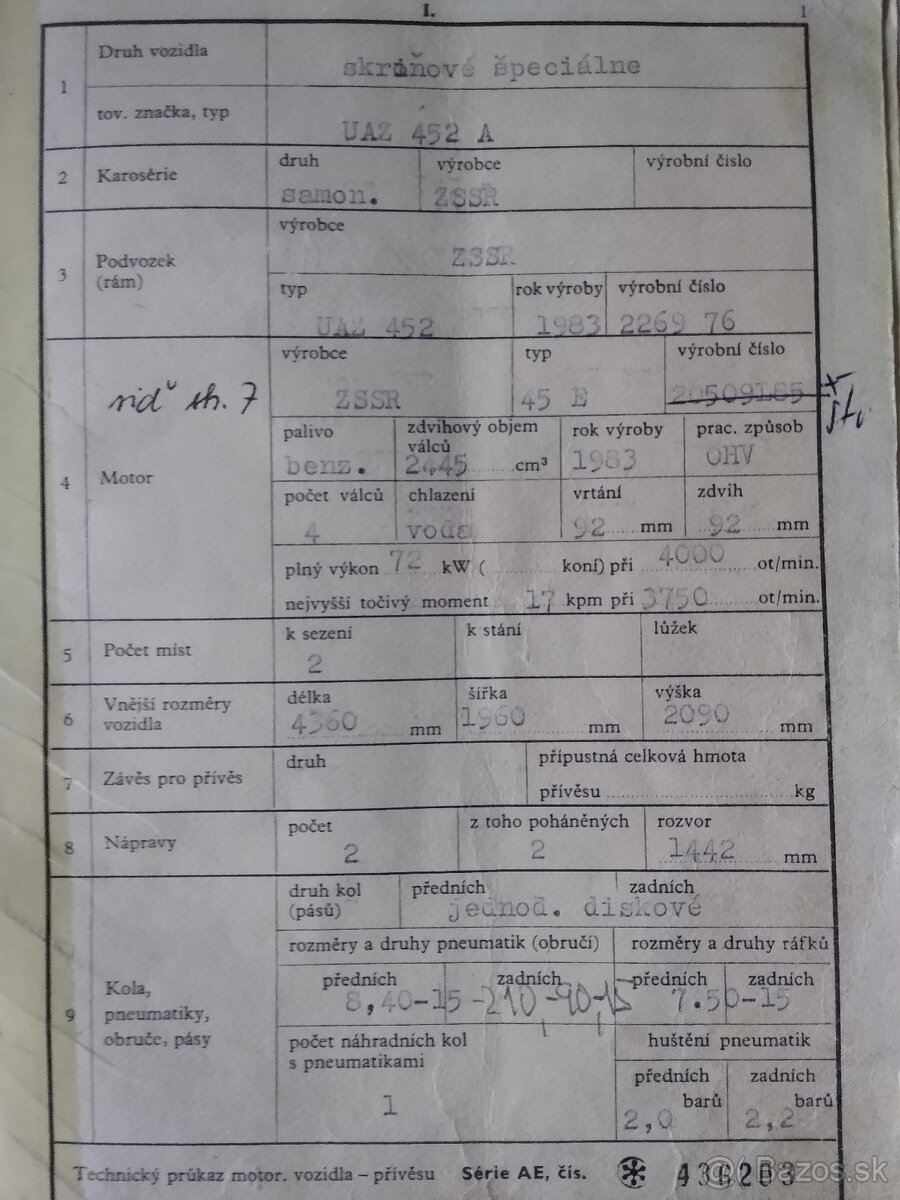 I. 1
1 Druh vozidla skriňové špeciálne
tov. značka, typ UAZ 452 A
2 Karosérie druh výrobce výrobní číslo
samon. ZSSR
3 Podvozek (rám) výrobce
ZSSR
typ rok výroby výrobní číslo
UAZ 452 1983 2269 76
4 Motor výrobce typ výrobní číslo
ZSSR 45 E 20509185
palivo zdvihový objem válců rok výroby prac. způsob
benz. 2445 cm³ 1983 OHV
počet válců chlazení vrtání zdvih
4 voda 92 mm 92 mm
plný výkon 72 kW ( koní) při 4000 ot/min.
nejvyšší točivý moment 17 kpm při 3750 ot/min.
5 Počet míst k sezení k stání lůžek
2
6 Vnější rozměry vozidla délka šířka výška
4360 mm 1960 mm 2090 mm
7 Závěs pro přívěs druh přípustná celková hmota
přívěsu kg
8 Nápravy počet z toho poháněných rozvor
2 2 1442 mm
9 Kola, pneumatiky, obruče, pásy druh kol (pásů) předních zadních
jednod. diskové
rozměry a druhy pneumatik (obručí) rozměry a druhy ráfků
předních zadních předních zadních
8,40-15 -210-90-15 7.50-15
počet náhradních kol s pneumatikami huštění pneumatik
předních zadních
1 2,0 barů 2,2 barů
Technický průkaz motor. vozidla – přívěsu Série AE, čís. 436203
Bazos.sk